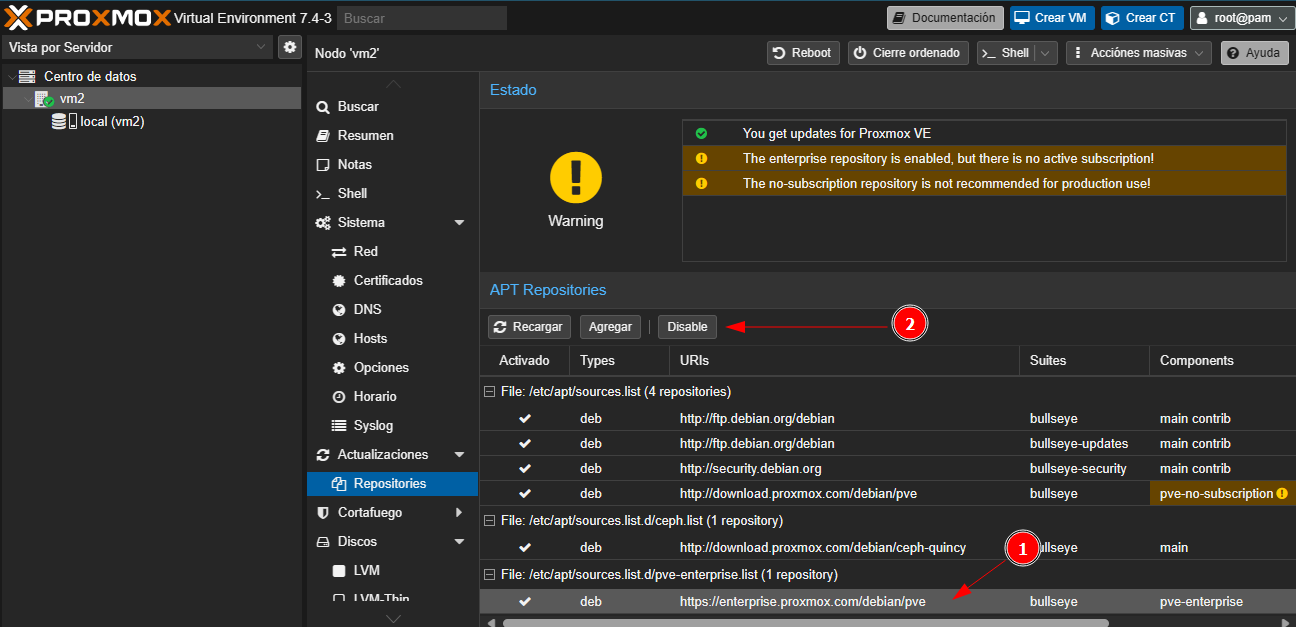 PROXMOX Virtual Environment 7.4-3 Buscar Documentación Crear VM Crear CT root@pam
Vista por Servidor
Centro de datos
vm2
local (vm2)
Nodo 'vm2' Reboot Cierre ordenado Shell Acciónes masivas Ayuda
Buscar
Resumen
Notas
Shell
Sistema
Red
Certificados
DNS
Hosts
Opciones
Horario
Syslog
Actualizaciones
Repositories
Cortafuego
Discos
LVM
LVM-Thin
Estado
Warning
You get updates for Proxmox VE
The enterprise repository is enabled, but there is no active subscription!
The no-subscription repository is not recommended for production use!
APT Repositories
Recargar Agregar Disable 2
Activado Types URIs Suites Components
File: /etc/apt/sources.list (4 repositories)
deb http://ftp.debian.org/debian bullseye main contrib
deb http://ftp.debian.org/debian bullseye-updates main contrib
deb http://security.debian.org bullseye-security main contrib
deb http://download.proxmox.com/debian/pve bullseye pve-no-subscription
File: /etc/apt/sources.list.d/ceph.list (1 repository)
deb http://download.proxmox.com/debian/ceph-quincy 1 ullseye main
File: /etc/apt/sources.list.d/pve-enterprise.list (1 repository)
deb https://enterprise.proxmox.com/debian/pve bullseye pve-enterprise